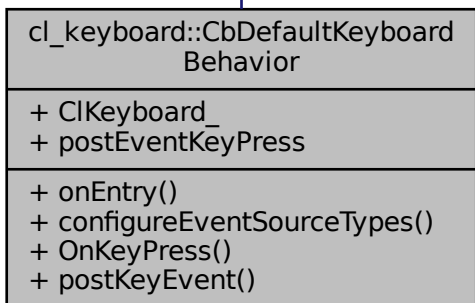 cl_keyboard::CbDefaultKeyboard
Behavior
+ ClKeyboard_
+ postEventKeyPress
+ onEntry()
+ configureEventSourceTypes()
+ OnKeyPress()
+ postKeyEvent()